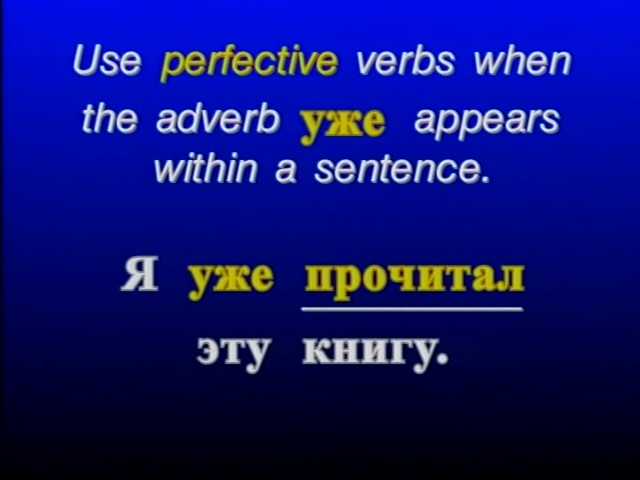 Use perfective verbs when
the adverb уже appears
within a sentence.
Я уже прочитал
эту книгу.